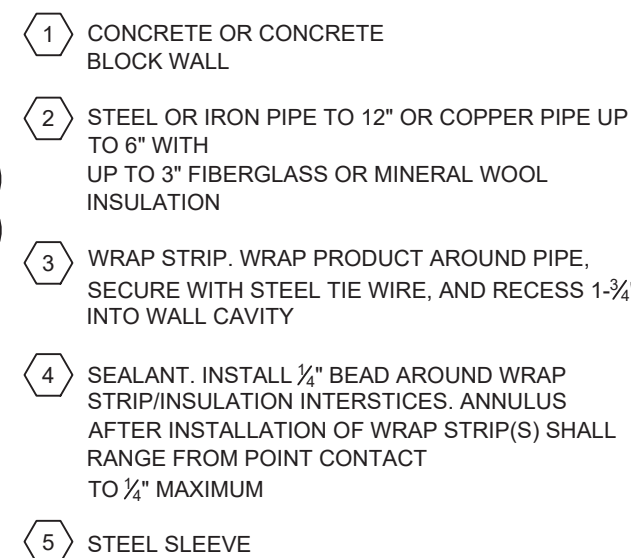 1 CONCRETE OR CONCRETE
BLOCK WALL
2 STEEL OR IRON PIPE TO 12" OR COPPER PIPE UP
TO 6" WITH
UP TO 3" FIBERGLASS OR MINERAL WOOL
INSULATION
3 WRAP STRIP. WRAP PRODUCT AROUND PIPE,
SECURE WITH STEEL TIE WIRE, AND RECESS 1-¾"
INTO WALL CAVITY
4 SEALANT. INSTALL ¼" BEAD AROUND WRAP
STRIP/INSULATION INTERSTICES. ANNULUS
AFTER INSTALLATION OF WRAP STRIP(S) SHALL
RANGE FROM POINT CONTACT
TO ¼" MAXIMUM
5 STEEL SLEEVE